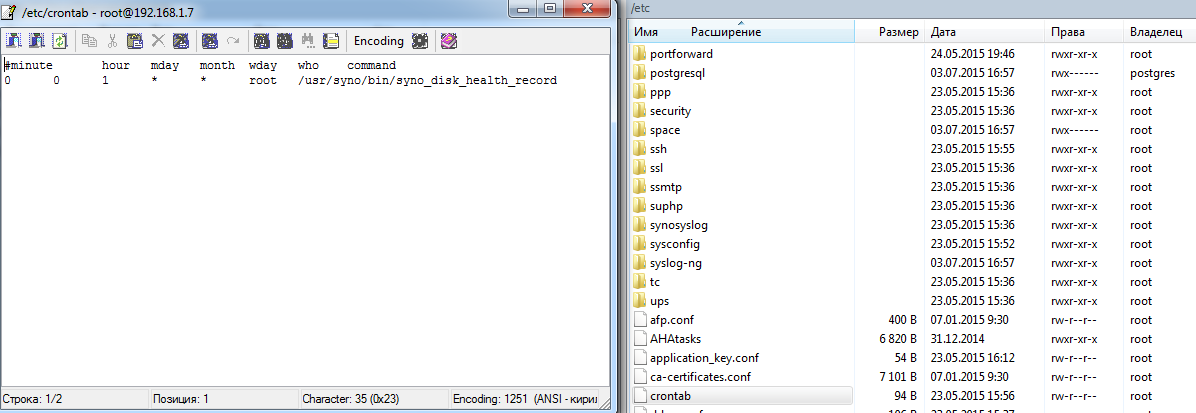 /etc/crontab - root@192.168.1.7
Encoding
#minute hour mday month wday who command
0 0 1 * * root /usr/syno/bin/syno_disk_health_record
Строка: 1/2 Позиция: 1 Character: 35 (0x23) Encoding: 1251 (ANSI - кирил
/etc
Имя Расширение Размер Дата Права Владелец
portforward 24.05.2015 19:46 rwxr-xr-x root
postgresql 03.07.2015 16:57 rwx------ postgres
ppp 23.05.2015 15:36 rwxr-xr-x root
security 23.05.2015 15:36 rwxr-xr-x root
space 03.07.2015 16:57 rwx------ root
ssh 23.05.2015 15:55 rwxr-xr-x root
ssl 23.05.2015 15:36 rwxr-xr-x root
ssmtp 23.05.2015 15:36 rwxr-xr-x root
suphp 23.05.2015 15:36 rwxr-xr-x root
synosyslog 23.05.2015 15:36 rwxr-xr-x root
sysconfig 23.05.2015 15:52 rwxr-xr-x root
syslog-ng 03.07.2015 16:57 rwxr-xr-x root
tc 23.05.2015 15:36 rwxr-xr-x root
ups 23.05.2015 15:36 rwxr-xr-x root
afp.conf 400 B 07.01.2015 9:30 rw-r--r-- root
AHAtasks 6 820 B 31.12.2014 rwxr-xr-x root
application_key.conf 54 B 23.05.2015 16:12 rw-r--r-- root
ca-certificates.conf 7 101 B 07.01.2015 9:30 rw-r--r-- root
crontab 94 B 23.05.2015 15:56 rw-r--r-- root